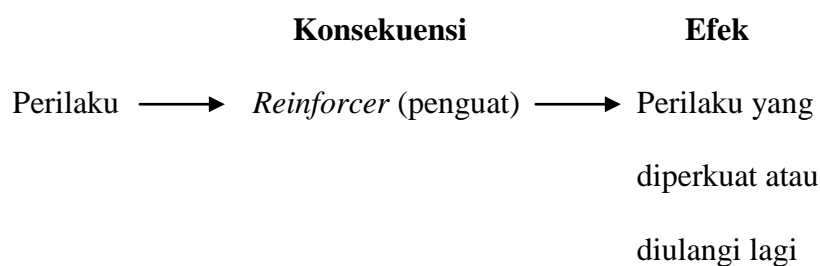 Konsekuensi Efek
Perilaku Reinforcer (penguat) Perilaku yang
diperkuat atau
diulangi lagi